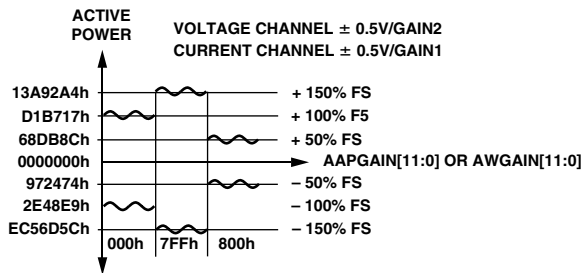 ACTIVE
POWER
VOLTAGE CHANNEL ± 0.5V/GAIN2
CURRENT CHANNEL ± 0.5V/GAIN1
13A92A4h
+ 150% FS
D1B717h
+ 100% F5
68DB8Ch
+ 50% FS
0000000h
AAPGAIN[11:0] OR AWGAIN[11:0]
972474h
– 50% FS
2E48E9h
– 100% FS
EC56D5Ch
– 150% FS
000h 7FFh 800h